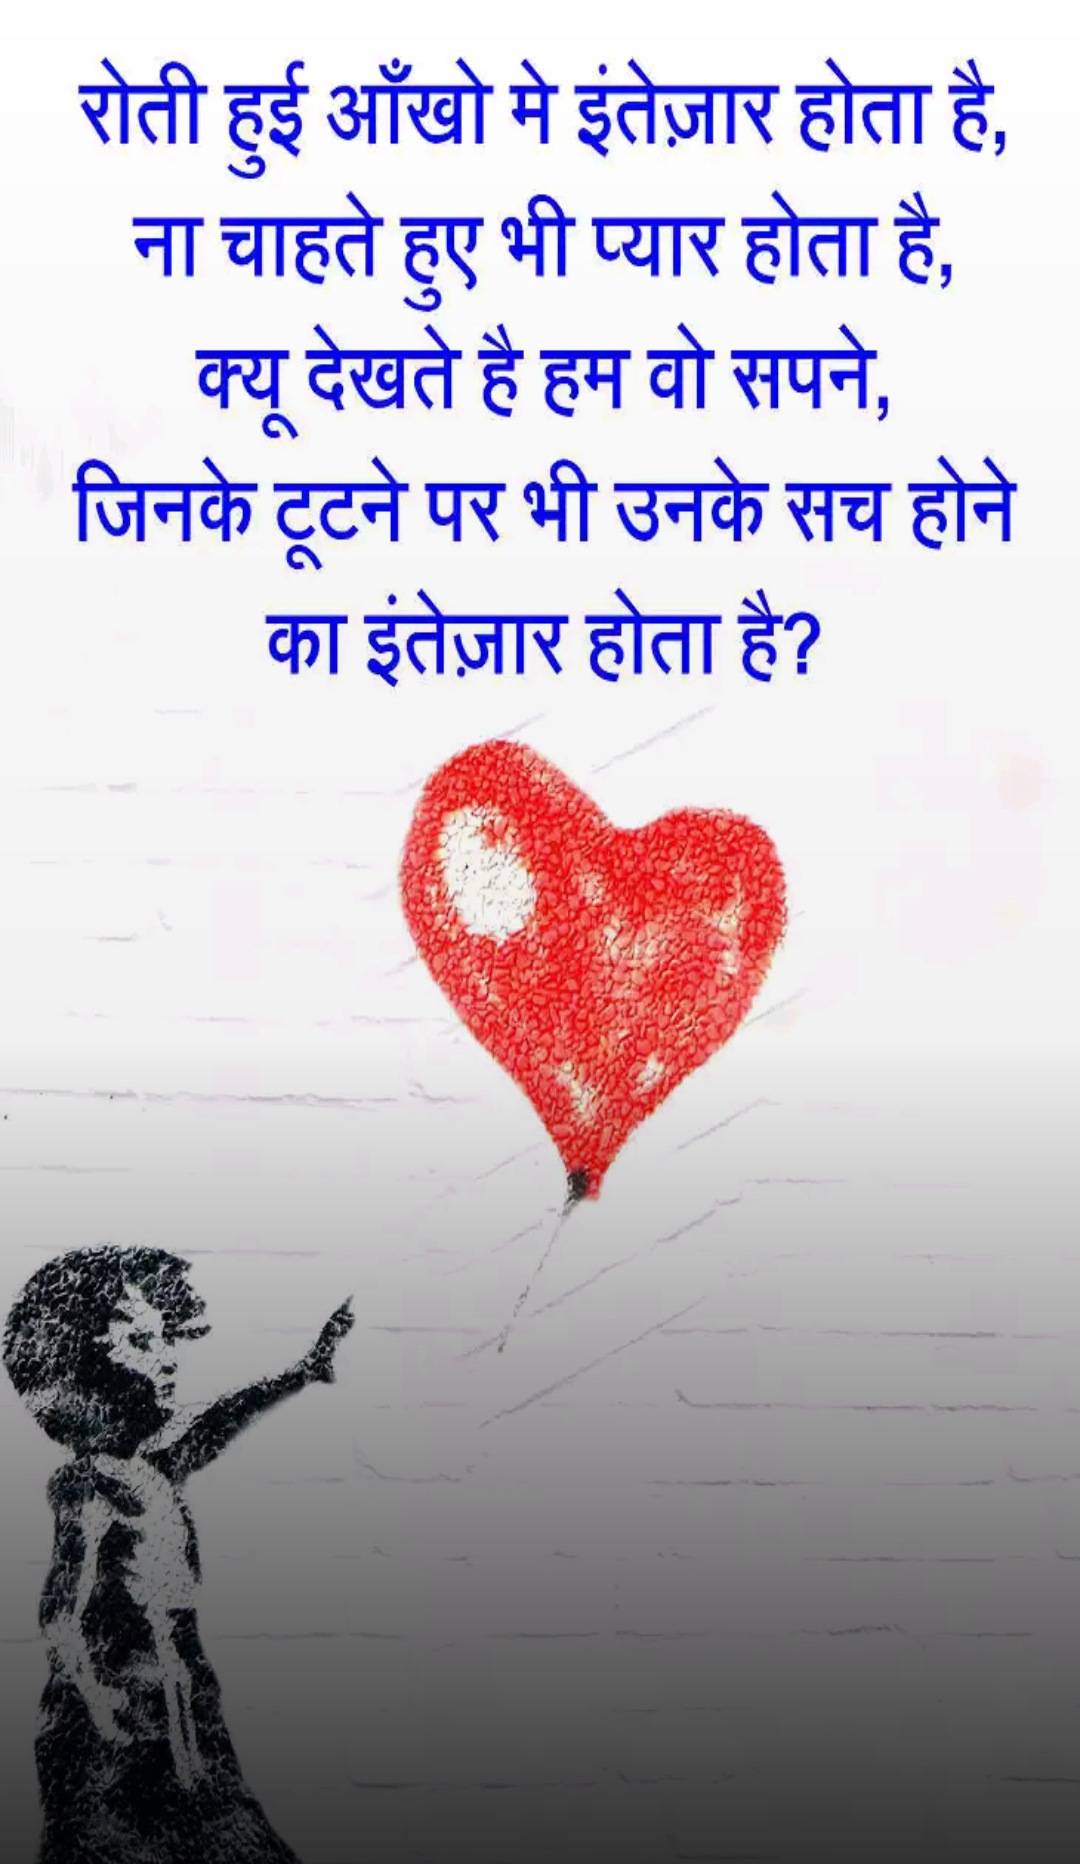 रोती हुई आँखो मे इंतेज़ार होता है,
ना चाहते हुए भी प्यार होता है,
क्यू देखते है हम वो सपने,
जिनके टूटने पर भी उनके सच होने
का इंतेज़ार होता है?